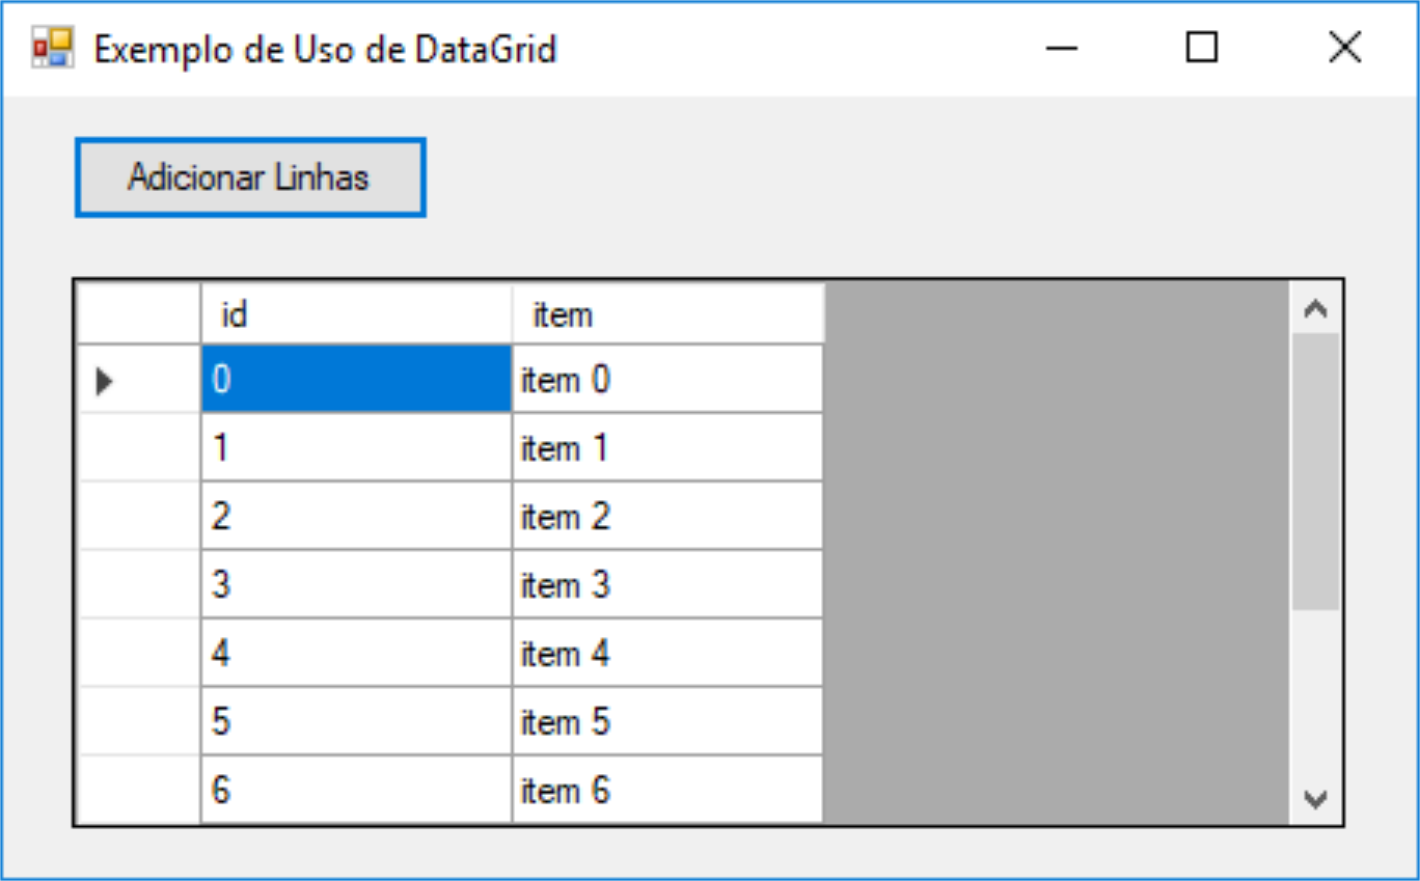 Exemplo de Uso de DataGrid
Adicionar Linhas
id item
0 item 0
1 item 1
2 item 2
3 item 3
4 item 4
5 item 5
6 item 6